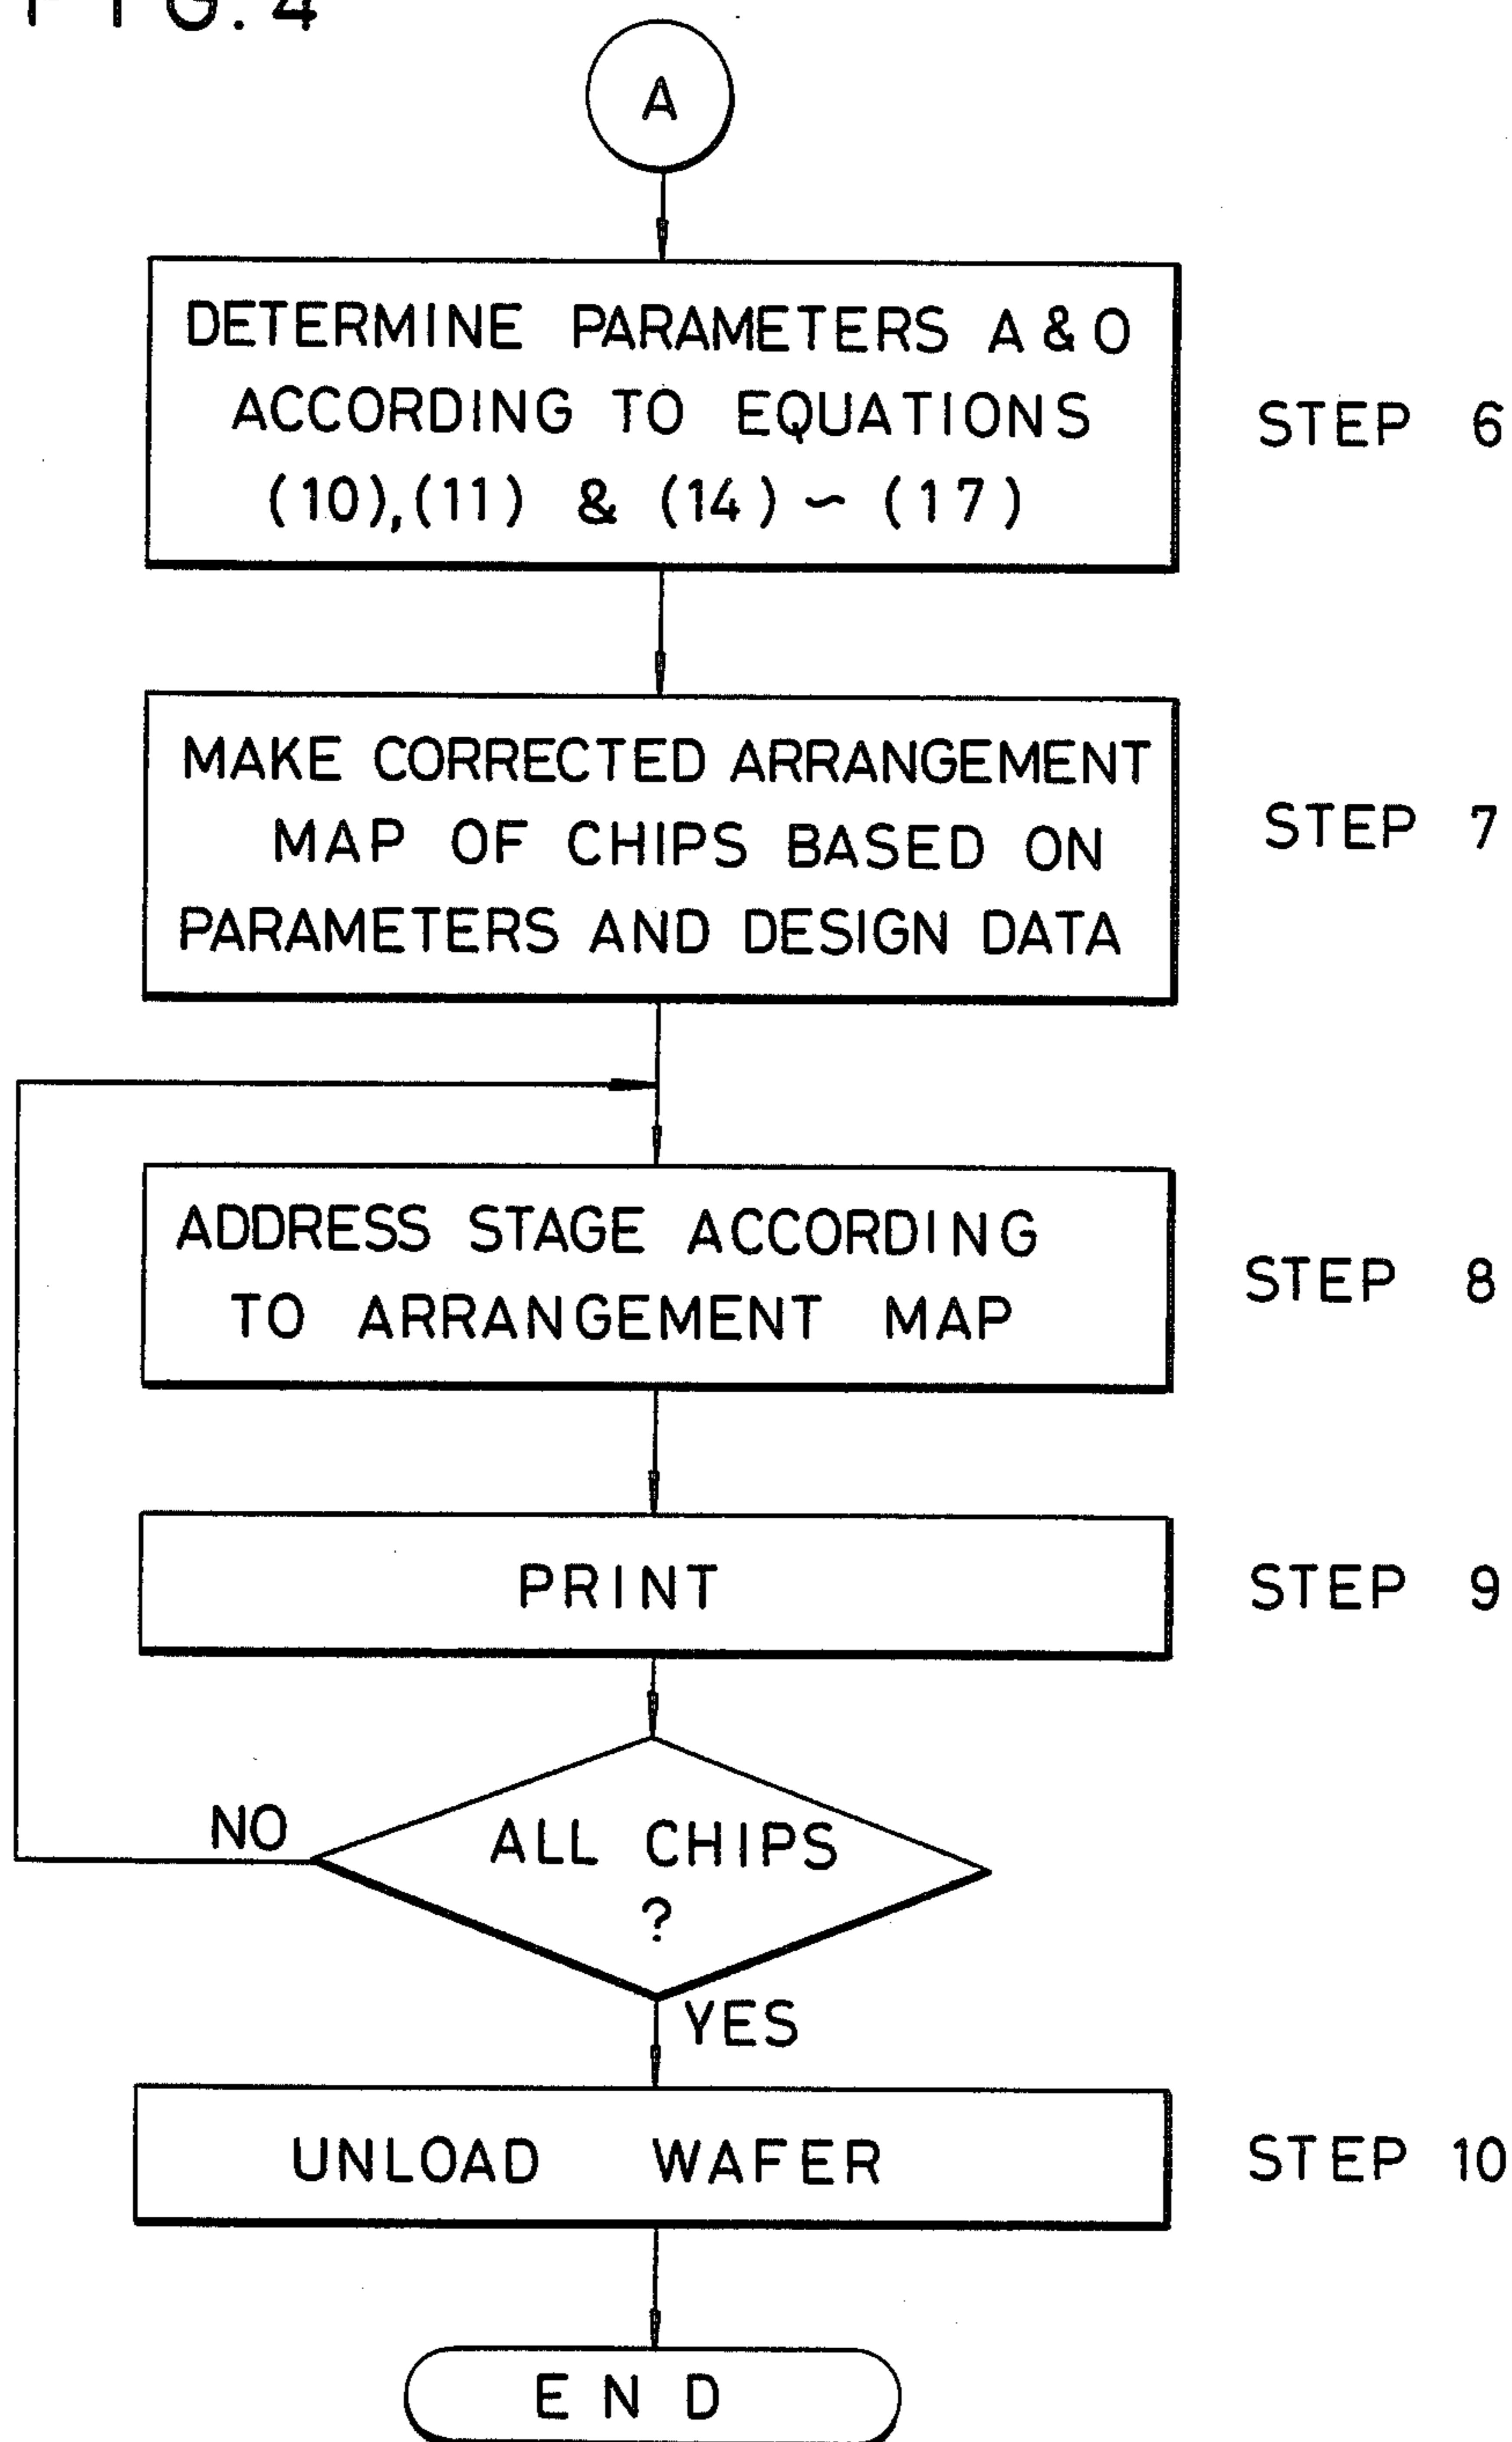 FIG. 4
A
DETERMINE PARAMETERS A & O
ACCORDING TO EQUATIONS
(10), (11) & (14) ~ (17)
STEP 6
MAKE CORRECTED ARRANGEMENT
MAP OF CHIPS BASED ON
PARAMETERS AND DESIGN DATA
STEP 7
ADDRESS STAGE ACCORDING
TO ARRANGEMENT MAP
STEP 8
PRINT
STEP 9
NO
ALL CHIPS
?
YES
UNLOAD WAFER
STEP 10
END